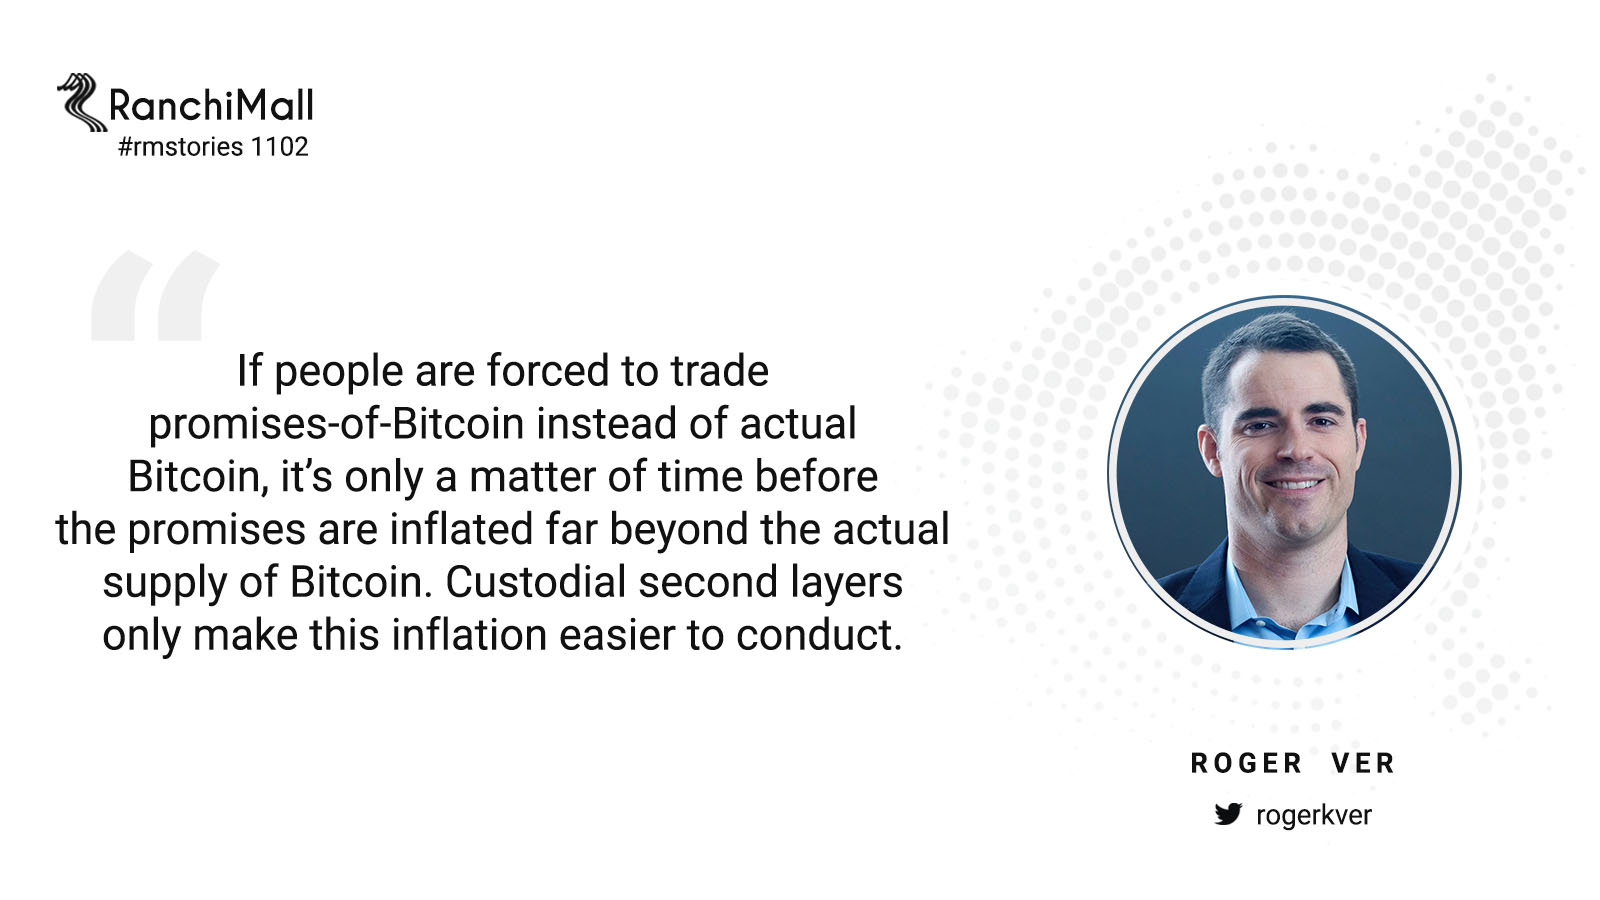 RanchiMall
#rmstories 1102
“
If people are forced to trade
promises-of-Bitcoin instead of actual
Bitcoin, it’s only a matter of time before
the promises are inflated far beyond the actual
supply of Bitcoin. Custodial second layers
only make this inflation easier to conduct.
ROGER VER
rogerkver